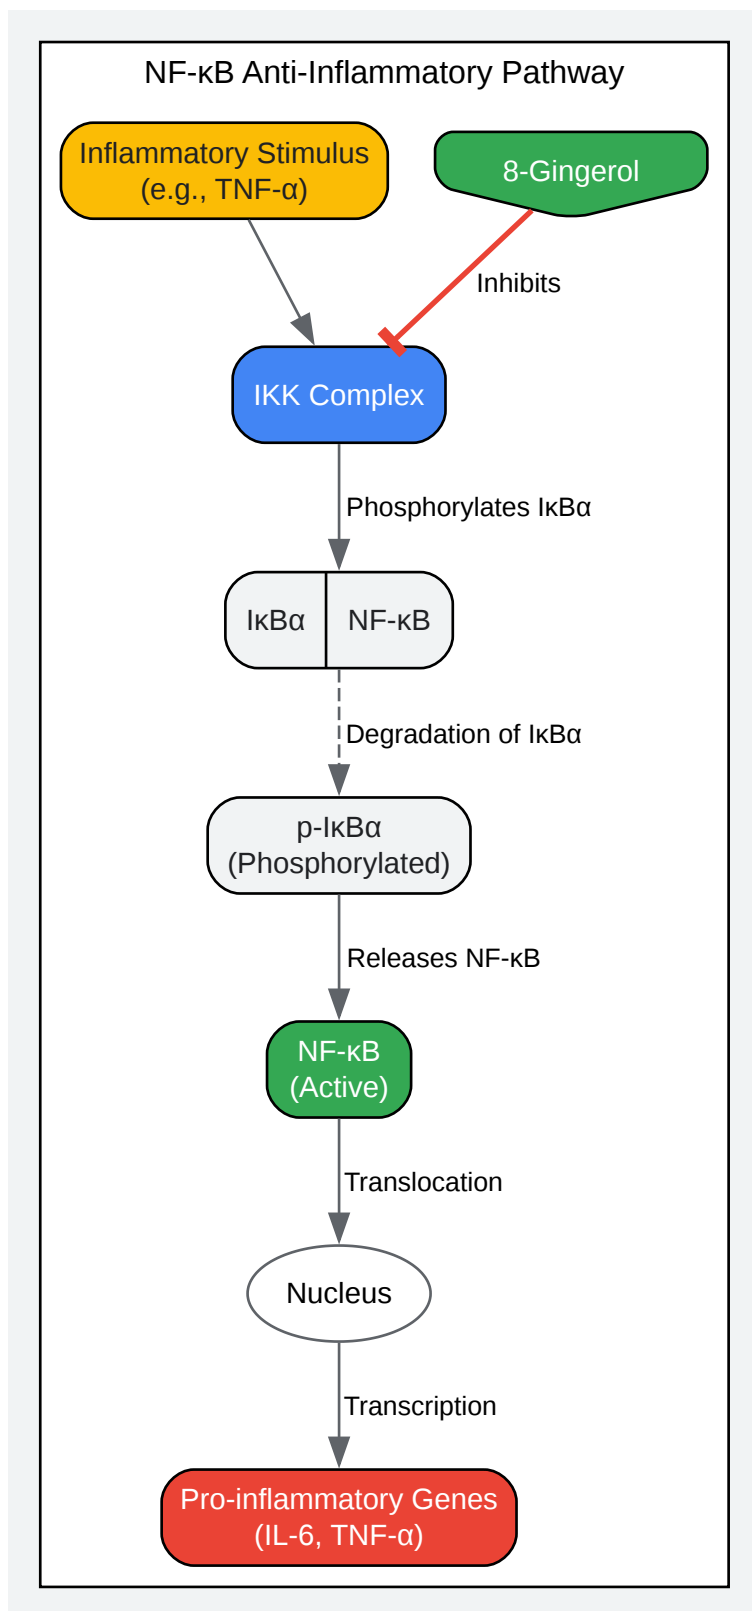 NF-κB Anti-Inflammatory Pathway
Inflammatory Stimulus
(e.g., TNF-α)
8-Gingerol
Inhibits
IKK Complex
Phosphorylates IκBα
IκBα
NF-κB
Degradation of IκBα
p-IκBα
(Phosphorylated)
Releases NF-κB
NF-κB
(Active)
Translocation
Nucleus
Transcription
Pro-inflammatory Genes
(IL-6, TNF-α)